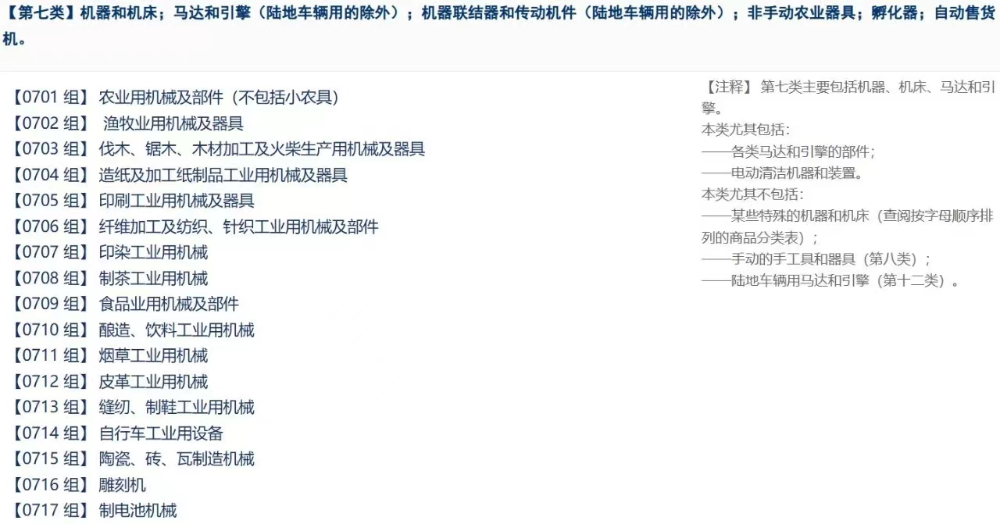 【第七类】机器和机床；马达和引擎（陆地车辆用的除外）；机器联结器和传动机件（陆地车辆用的除外）；非手动农业器具；孵化器；自动售货
机。
【0701 组】 农业用机械及部件（不包括小农具）
【0702 组】 渔牧业用机械及器具
【0703 组】 伐木、锯木、木材加工及火柴生产用机械及器具
【0704 组】 造纸及加工纸制品工业用机械及器具
【0705 组】 印刷工业用机械及器具
【0706 组】 纤维加工及纺织、针织工业用机械及部件
【0707 组】 印染工业用机械
【0708 组】 制茶工业用机械
【0709 组】 食品业用机械及部件
【0710 组】 酿造、饮料工业用机械
【0711 组】 烟草工业用机械
【0712 组】 皮革工业用机械
【0713 组】 缝纫、制鞋工业用机械
【0714 组】 自行车工业用设备
【0715 组】 陶瓷、砖、瓦制造机械
【0716 组】 雕刻机
【0717 组】 制电池机械
【注释】 第七类主要包括机器、机床、马达和引
擎。
本类尤其包括：
——各类马达和引擎的部件；
——电动清洁机器和装置。
本类尤其不包括：
——某些特殊的机器和机床（查阅按字母顺序排
列的商品分类表）；
——手动的手工具和器具（第八类）；
——陆地车辆用马达和引擎（第十二类）。